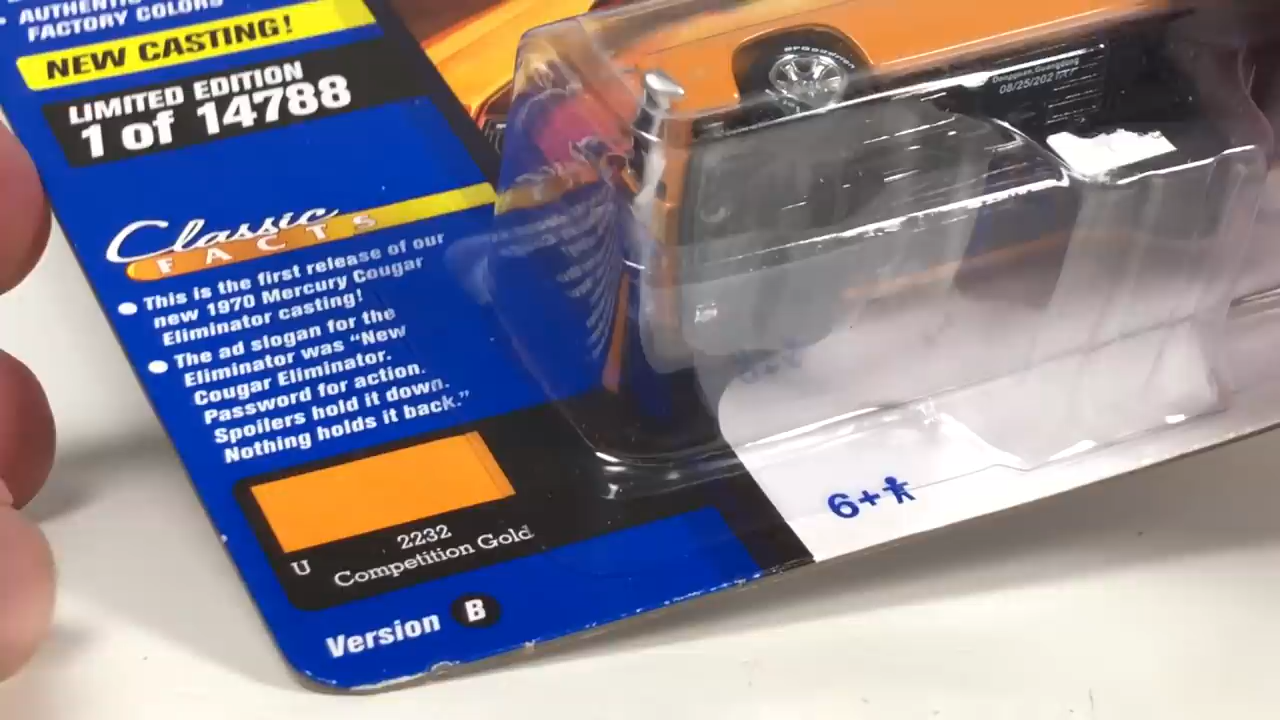 FACTORY COLORS
NEW CASTING!
LIMITED EDITION
1 of 14788
Classic
FACTS
This is the first release of our
new 1970 Mercury Cougar
Eliminator casting!
The ad slogan for the
Eliminator was "New
Cougar Eliminator.
Password for action.
Spoilers hold it down.
Nothing holds it back."
2232
U Competition Gold
Version B
6+
Dongguan, Guangdong